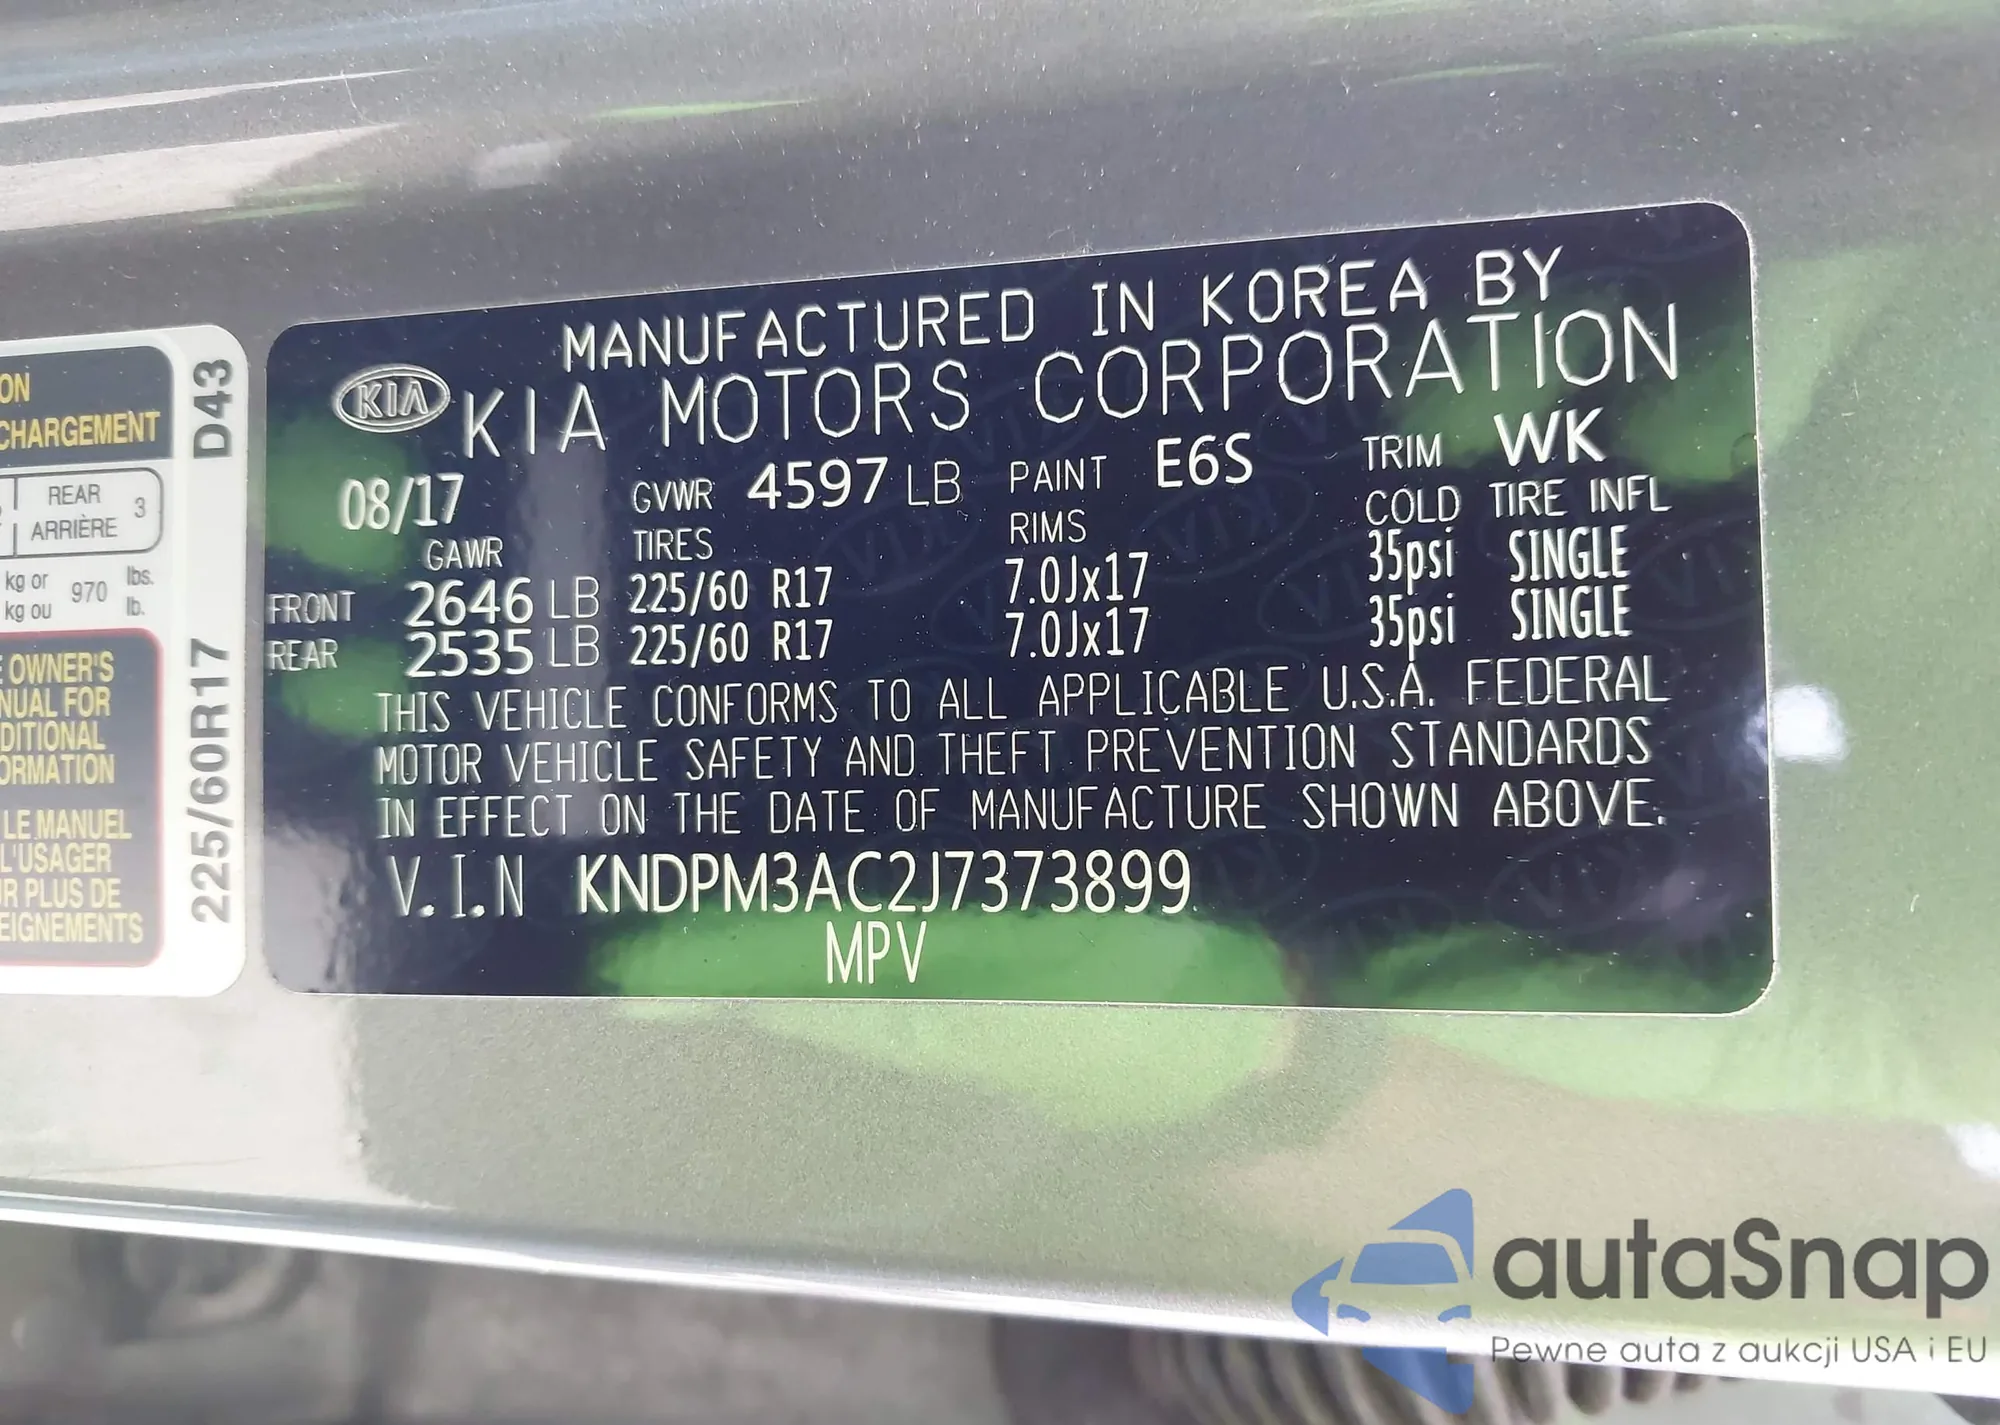 ON
CHARGEMENT
REAR
ARRIÈRE
3
kg or
kg ou
970
lbs.
lb.
OWNER'S
FOR
LE MANUEL
L'USAGER
PLUS DE
D43
225/60R17
MANUFACTURED IN KOREA BY
KIA
KIA MOTORS CORPORATION
08/17 GVWR 4597 LB PAINT E6S TRIM WK
GAWR TIRES RIMS COLD TIRE INFL
FRONT 2646 LB 225/60 R17 7.0Jx17 35psi SINGLE
REAR 2535 LB 225/60 R17 7.0Jx17 35psi SINGLE
THIS VEHICLE CONFORMS TO ALL APPLICABLE U.S.A. FEDERAL
MOTOR VEHICLE SAFETY AND THEFT PREVENTION STANDARDS
IN EFFECT ON THE DATE OF MANUFACTURE SHOWN ABOVE.
V.I.N KNDPM3AC2J7373899
MPV
autaSnap
Pewne auta z aukcji USA i EU